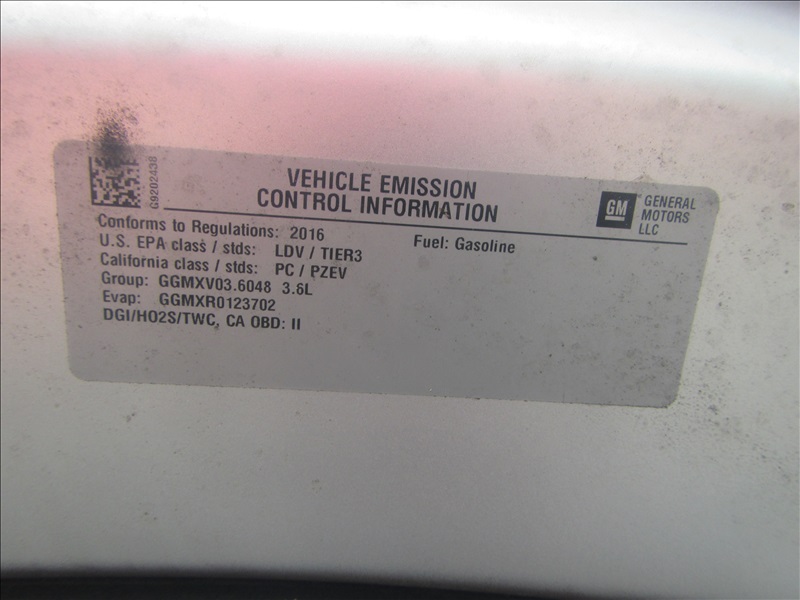 G9202438
VEHICLE EMISSION
CONTROL INFORMATION
GM
GENERAL
MOTORS
LLC
Conforms to Regulations: 2016
Fuel: Gasoline
U.S. EPA class / stds: LDV / TIER3
California class / stds: PC / PZEV
Group: GGMXV03.6048 3.6L
Evap: GGMXR0123702
DGI/HO2S/TWC, CA OBD: II